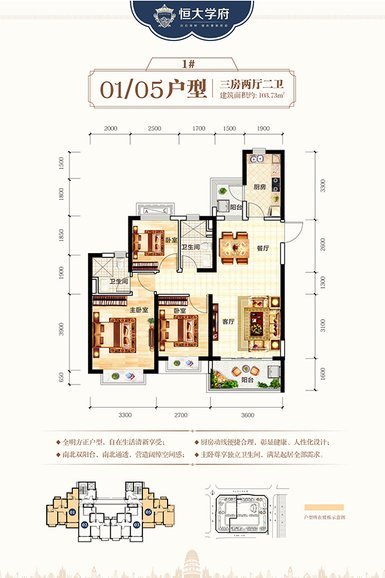 恒大学府
1#
01/05户型
三房两厅二卫
建筑面积约: 103.73m²
2000 2500 1700 1500 1900
1500
1800
1850
1900
3900
650
3300
2600
1300
3100
1600
厨房
阳台
卧室
卫生间
餐厅
卫生间
主卧室
卧室
客厅
阳台
3300 2700 3600
全明方正户型，自在生活清新享受；
厨房动线便捷合理，彰显健康、人性化设计；
南北双阳台，南北通透，营造阔绰空间感；
主卧尊享独立卫生间，满足起居全部需求。
户型所在楼栋示意图